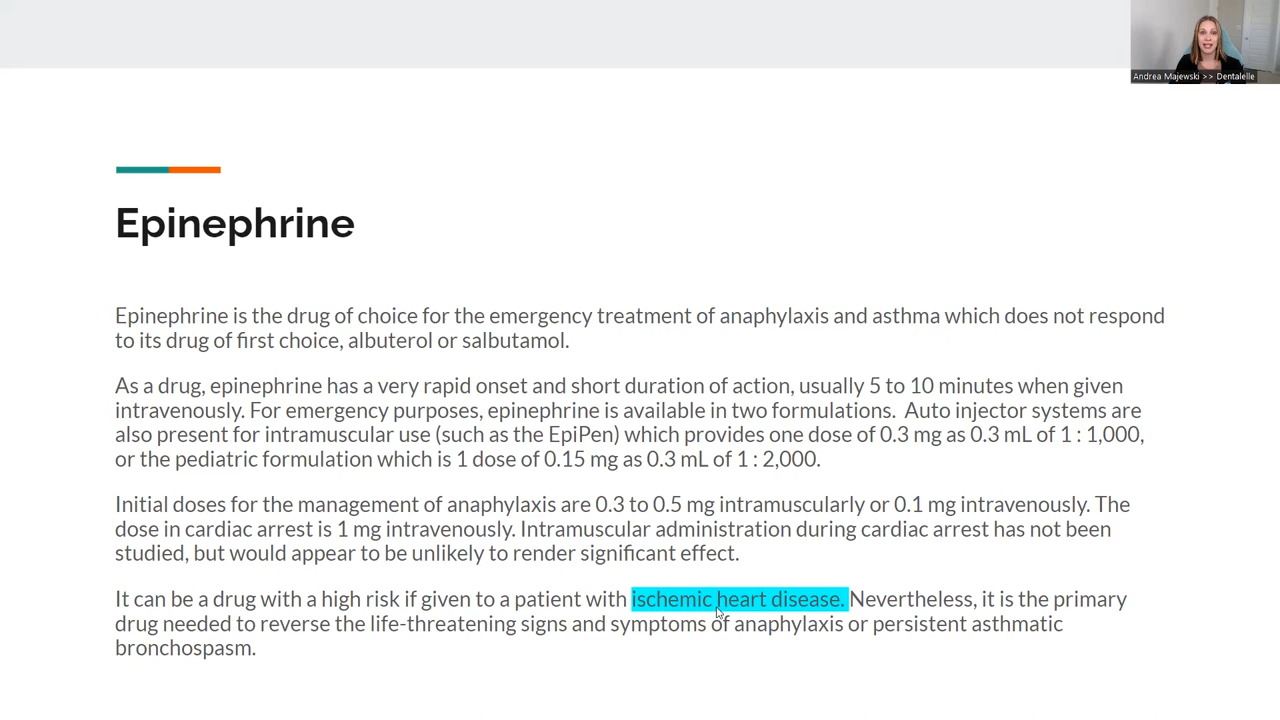 Andrea Majewski >> Dentalelle
Epinephrine
Epinephrine is the drug of choice for the emergency treatment of anaphylaxis and asthma which does not respond
to its drug of first choice, albuterol or salbutamol.
As a drug, epinephrine has a very rapid onset and short duration of action, usually 5 to 10 minutes when given
intravenously. For emergency purposes, epinephrine is available in two formulations.  Auto injector systems are
also present for intramuscular use (such as the EpiPen) which provides one dose of 0.3 mg as 0.3 mL of 1 : 1,000,
or the pediatric formulation which is 1 dose of 0.15 mg as 0.3 mL of 1 : 2,000.
Initial doses for the management of anaphylaxis are 0.3 to 0.5 mg intramuscularly or 0.1 mg intravenously. The
dose in cardiac arrest is 1 mg intravenously. Intramuscular administration during cardiac arrest has not been
studied, but would appear to be unlikely to render significant effect.
It can be a drug with a high risk if given to a patient with ischemic heart disease. Nevertheless, it is the primary
drug needed to reverse the life-threatening signs and symptoms of anaphylaxis or persistent asthmatic
bronchospasm.